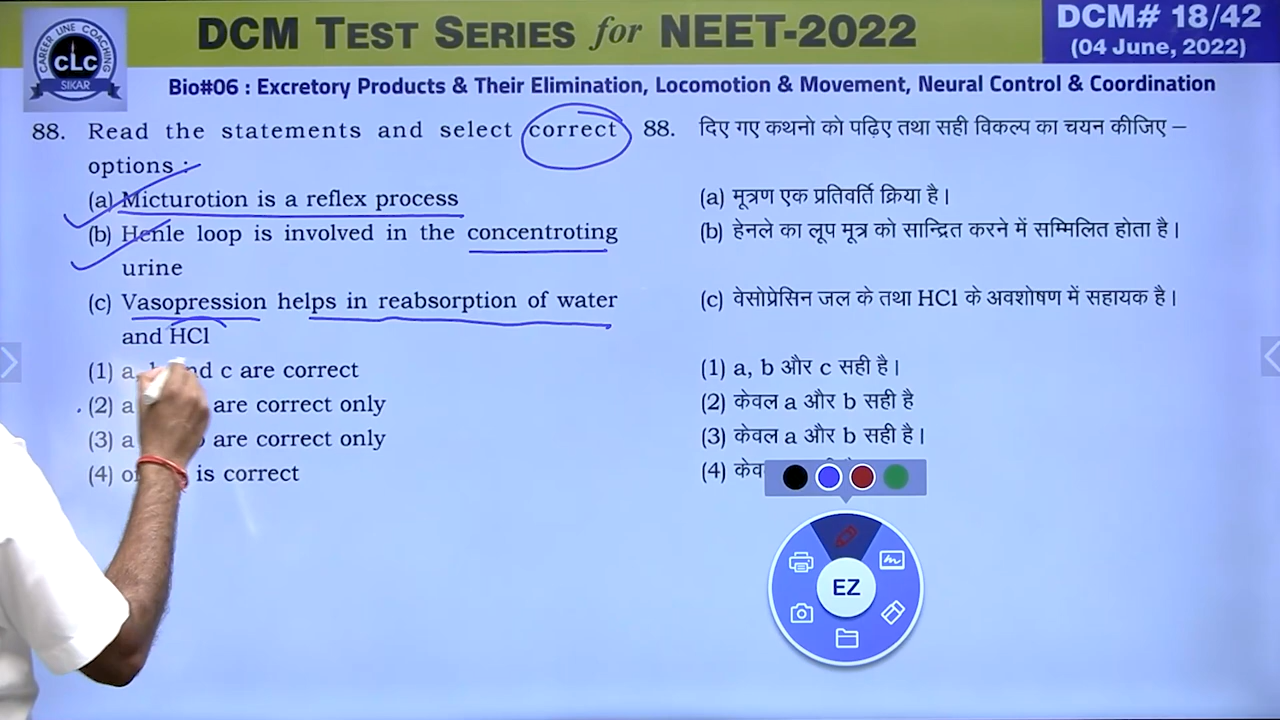 CAREER LINE COACHING
CLC
SIKAR
DCM TEST SERIES for NEET-2022
DCM# 18/42
(04 June, 2022)
Bio#06 : Excretory Products & Their Elimination, Locomotion & Movement, Neural Control & Coordination
88. Read the statements and select correct
options :
(a) Micturotion is a reflex process
(b) Henle loop is involved in the concentroting
urine
(c) Vasopression helps in reabsorption of water
and HCl
(1) a, and c are correct
(2) a are correct only
(3) a are correct only
(4) is correct
88. दिए गए कथनो को पढ़िए तथा सही विकल्प का चयन कीजिए –
(a) मूत्रण एक प्रतिवर्ति क्रिया है।
(b) हेनले का लूप मूत्र को सान्द्रित करने में सम्मिलित होता है।
(c) वेसोप्रेसिन जल के तथा HCl के अवशोषण में सहायक है।
(1) a, b और c सही है।
(2) केवल a और b सही है
(3) केवल a और b सही है।
(4)
EZ